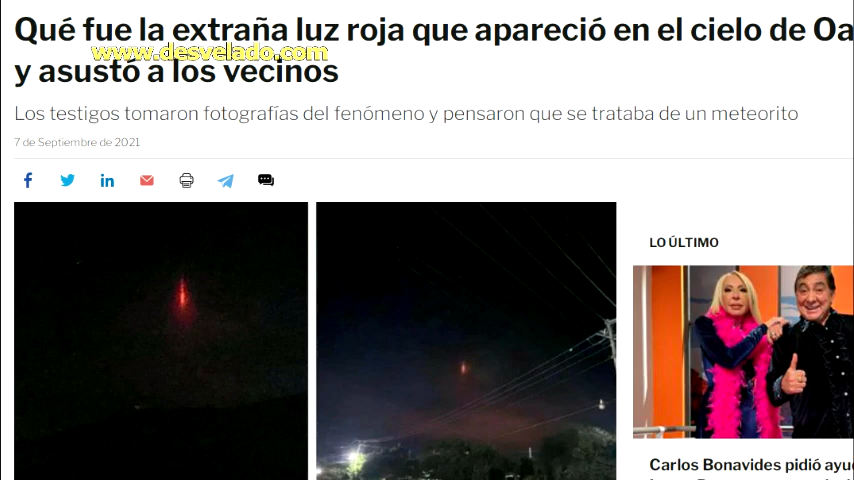 Qué fue la extraña luz roja que apareció en el cielo de Oa
www.desvelado.com
y asustó a los vecinos
Los testigos tomaron fotografías del fenómeno y pensaron que se trataba de un meteorito
7 de Septiembre de 2021
LO ÚLTIMO
Carlos Bonavides pidió ayu